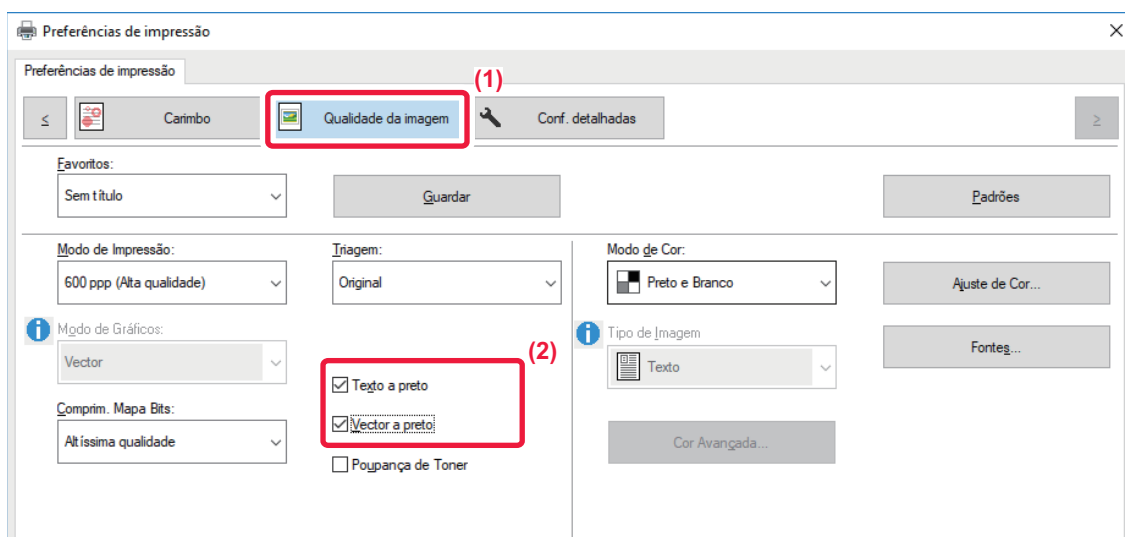 Preferências de impressão
Preferências de impressão
(1)
< Carimbo Qualidade da imagem Conf. detalhadas >
Favoritos:
Sem título Guardar Padrões
Modo de Impressão: Triagem: Modo de Cor:
600 ppp (Alta qualidade) Original Preto e Branco Ajuste de Cor...
Modo de Gráficos: Tipo de Imagem
(2)
Vector Texto Fontes...
Texto a preto
Comprim. Mapa Bits:
Vector a preto
Altíssima qualidade Cor Avançada...
Poupança de Toner